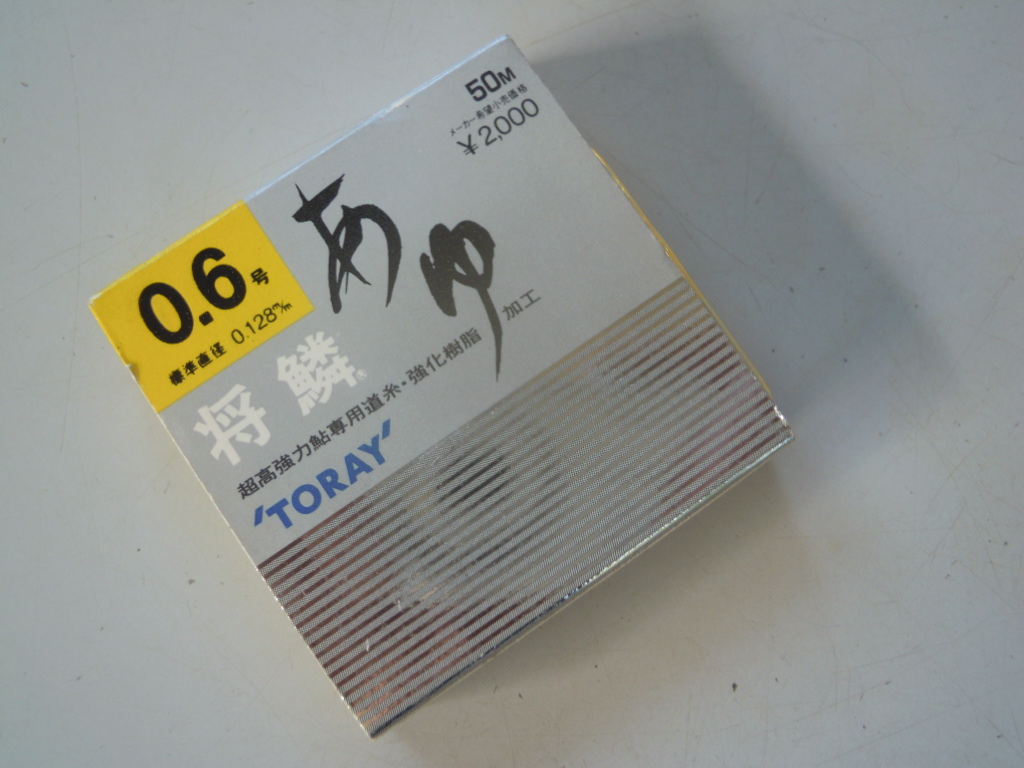 50M
メーカー希望小売価格
¥2,000
0.6号
標準直径 0.128m/m
あゆ
将鱗®
超高強力鮎専用道糸・強化樹脂加工
'TORAY'